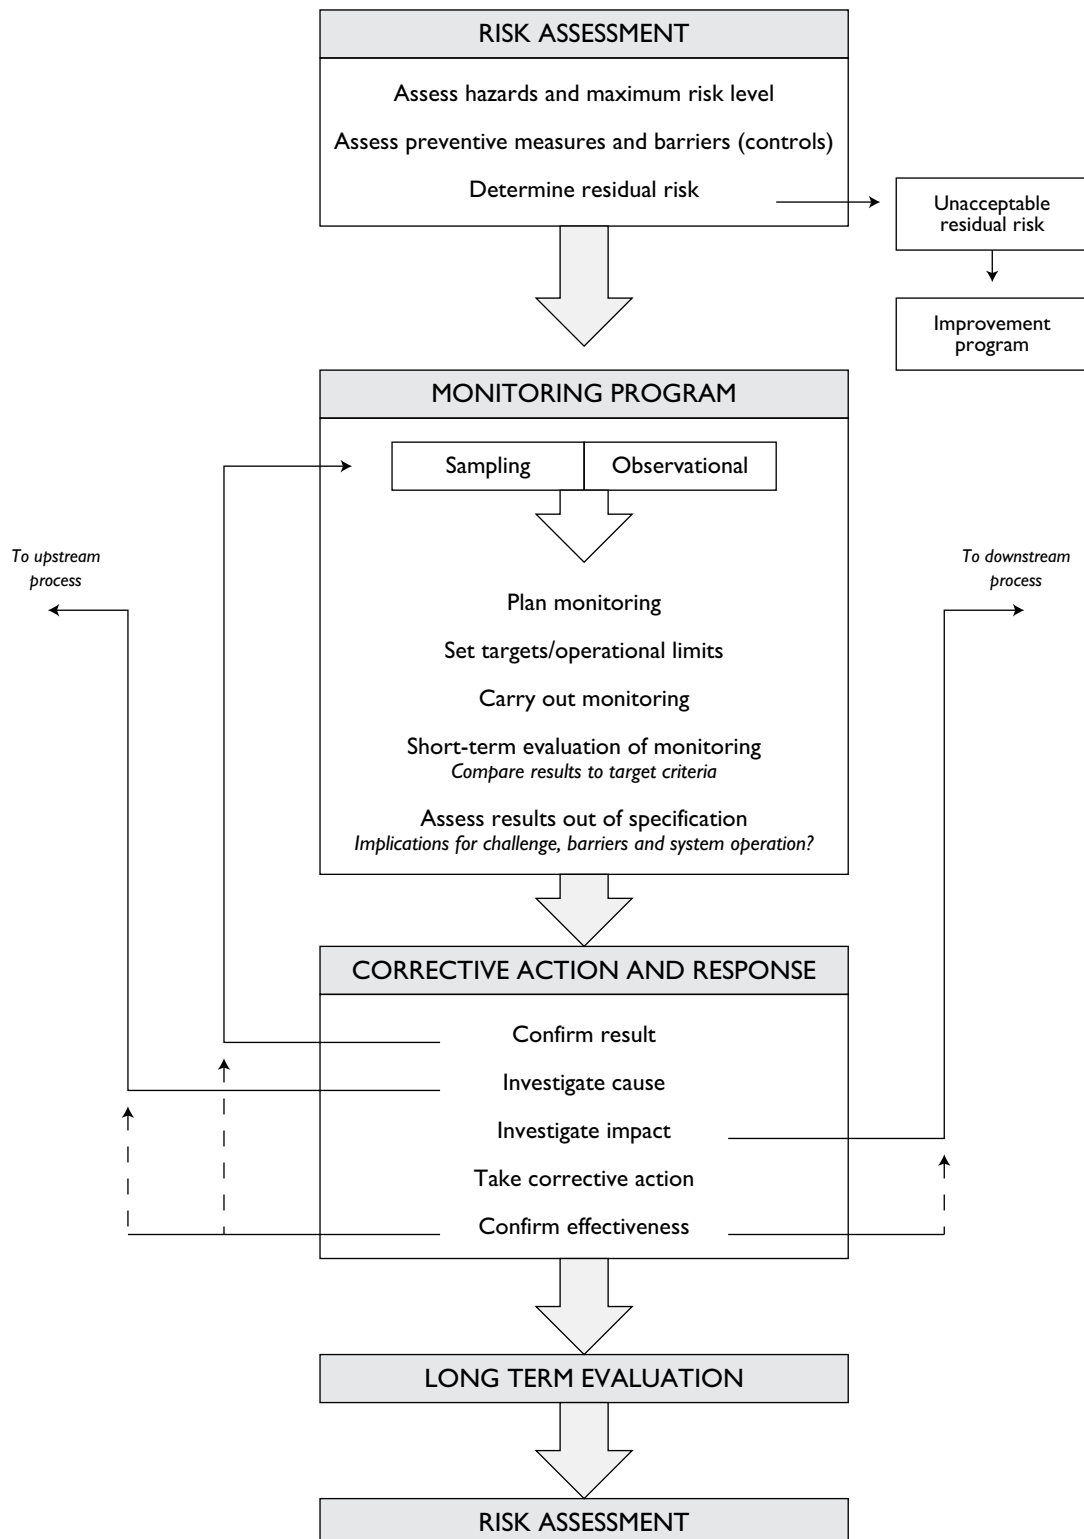 RISK ASSESSMENT
Assess hazards and maximum risk level
Assess preventive measures and barriers (controls)
Determine residual risk
Unacceptable
residual risk
Improvement
program
MONITORING PROGRAM
Sampling
Observational
To upstream
process
To downstream
process
Plan monitoring
Set targets/operational limits
Carry out monitoring
Short-term evaluation of monitoring
Compare results to target criteria
Assess results out of specification
Implications for challenge, barriers and system operation?
CORRECTIVE ACTION AND RESPONSE
Confirm result
Investigate cause
Investigate impact
Take corrective action
Confirm effectiveness
LONG TERM EVALUATION
RISK ASSESSMENT